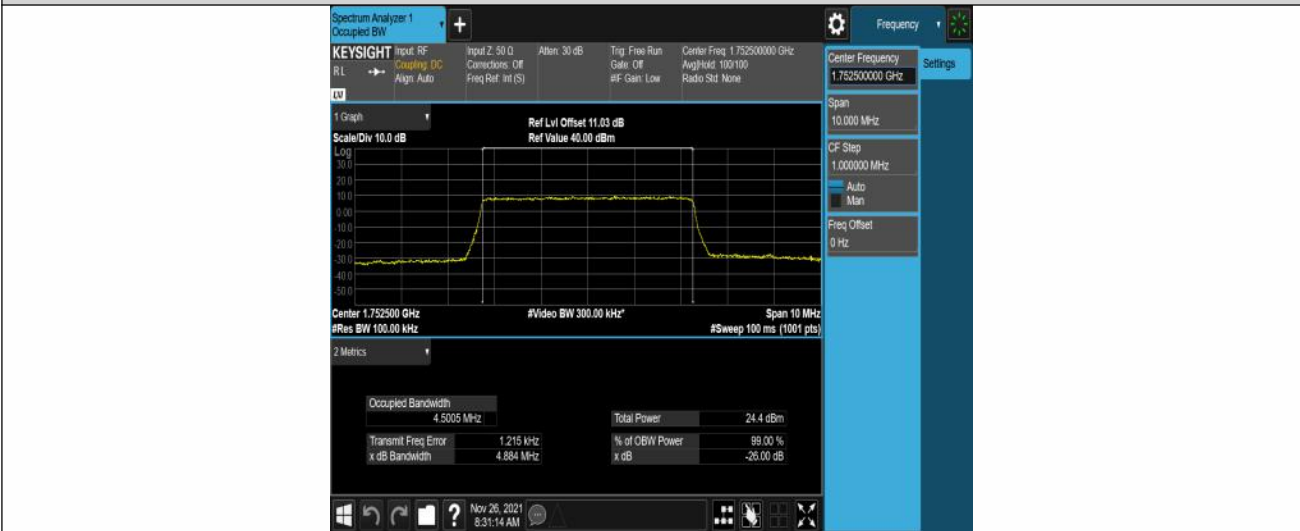 Spectrum Analyzer 1
Occupied BW
+
Frequency
KEYSIGHT
RL
Input: RF
Coupling: DC
Align: Auto
Input Z: 50 Ω
Corrections: Off
Freq Ref: Int (S)
Atten: 30 dB
Trig: Free Run
Gate: Off
#IF Gain: Low
Center Freq: 1.752500000 GHz
Avg|Hold: 100/100
Radio Std: None
Center Frequency
1.752500000 GHz
Settings
Span
10.000 MHz
CF Step
1.000000 MHz
Auto
Man
Freq Offset
0 Hz
1 Graph
Scale/Div 10.0 dB
Ref Lvl Offset 11.03 dB
Ref Value 40.00 dBm
Log
30.0
20.0
10.0
0.00
-10.0
-20.0
-30.0
-40.0
-50.0
Center 1.752500 GHz
#Video BW 300.00 kHz*
Span 10 MHz
#Res BW 100.00 kHz
#Sweep 100 ms (1001 pts)
2 Metrics
Occupied Bandwidth
4.5005 MHz
Total Power 24.4 dBm
Transmit Freq Error 1.215 kHz
% of OBW Power 99.00 %
x dB Bandwidth 4.884 MHz
x dB -26.00 dB
?
Nov 26, 2021
8:31:14 AM